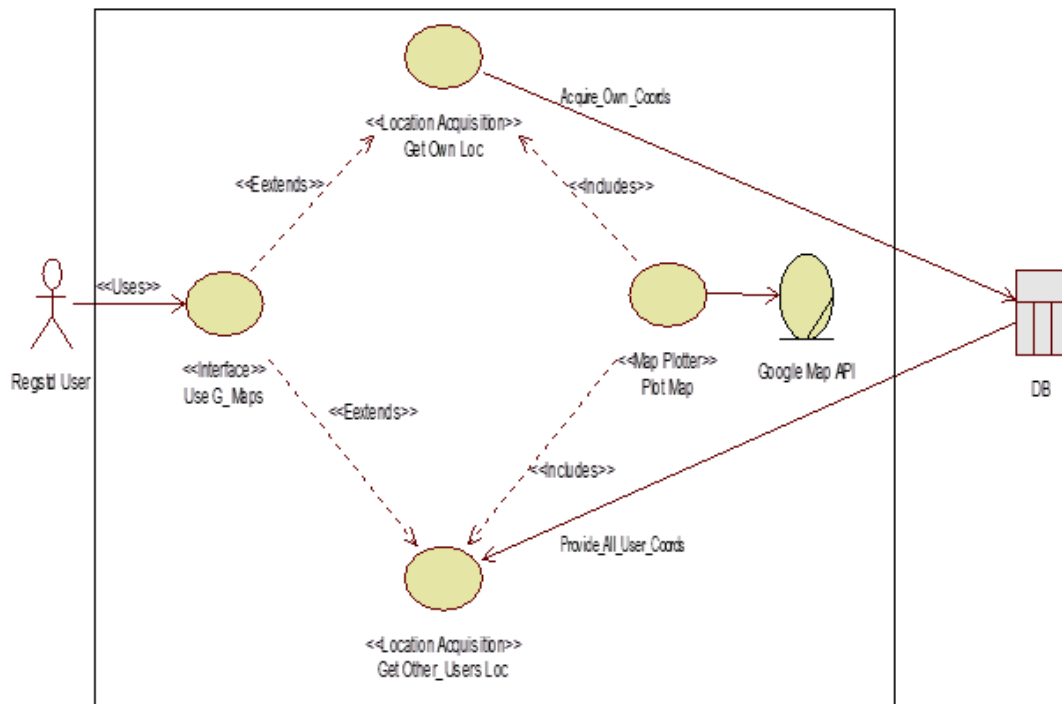 Acquire_Own_Coords
<<Location Acquisition>>
Get Own Loc
<<Eextends>>
<<Includes>>
<<Uses>>
Regstd User
<<Interface>>
Use G_Maps
<<Map Plotter>>
Plot Map
Google Map API
DB
<<Eextends>>
<<Includes>>
Provide_All_User_Coords
<<Location Acquisition>>
Get Other_Users Loc